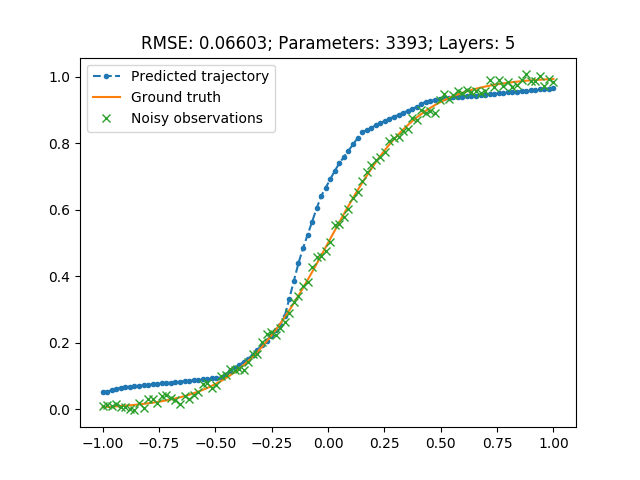 RMSE: 0.06603; Parameters: 3393; Layers: 5
Predicted trajectory
Ground truth
Noisy observations
1.0
0.8
0.6
0.4
0.2
0.0
−1.00 −0.75 −0.50 −0.25 0.00 0.25 0.50 0.75 1.00